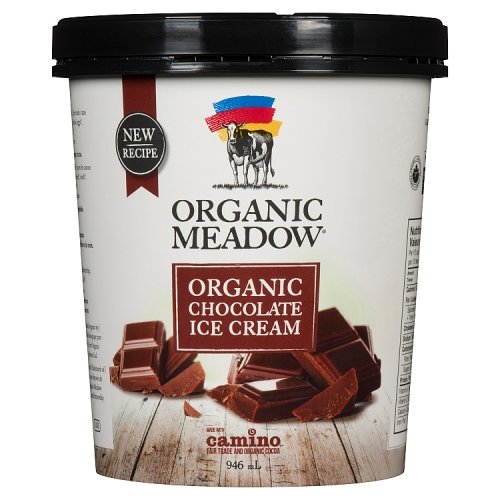 NEW
RECIPE
ORGANIC
MEADOW®
ORGANIC
CHOCOLATE
ICE CREAM
MADE WITH
camino
FAIR TRADE AND ORGANIC COCOA
946 mL